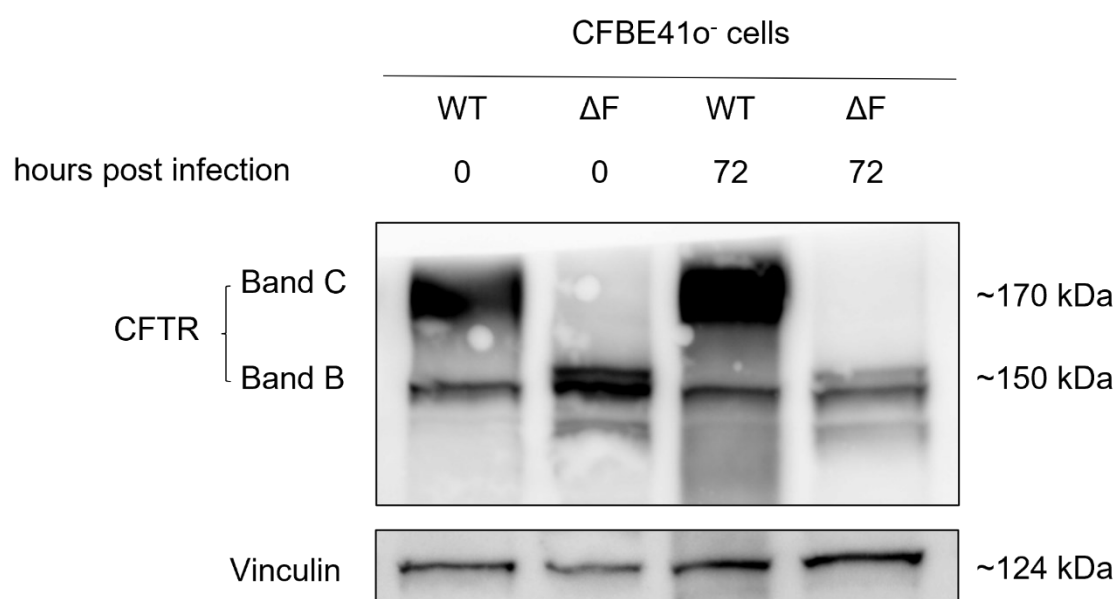 CFBE41o⁻ cells
WT ΔF WT ΔF
hours post infection 0 0 72 72
Band C ~170 kDa
CFTR
Band B ~150 kDa
Vinculin ~124 kDa